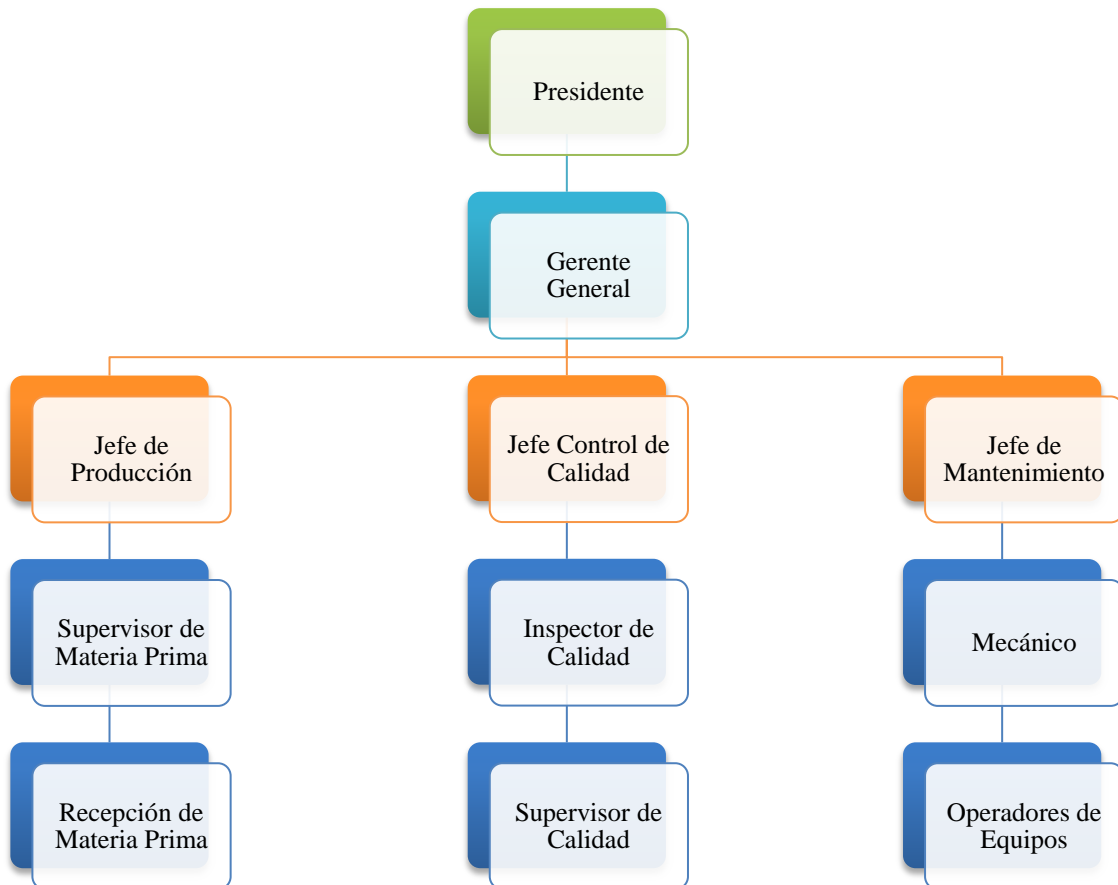 Presidente
Gerente
General
Jefe de
Producción
Jefe Control de
Calidad
Jefe de
Mantenimiento
Supervisor de
Materia Prima
Inspector de
Calidad
Mecánico
Recepción de
Materia Prima
Supervisor de
Calidad
Operadores de
Equipos